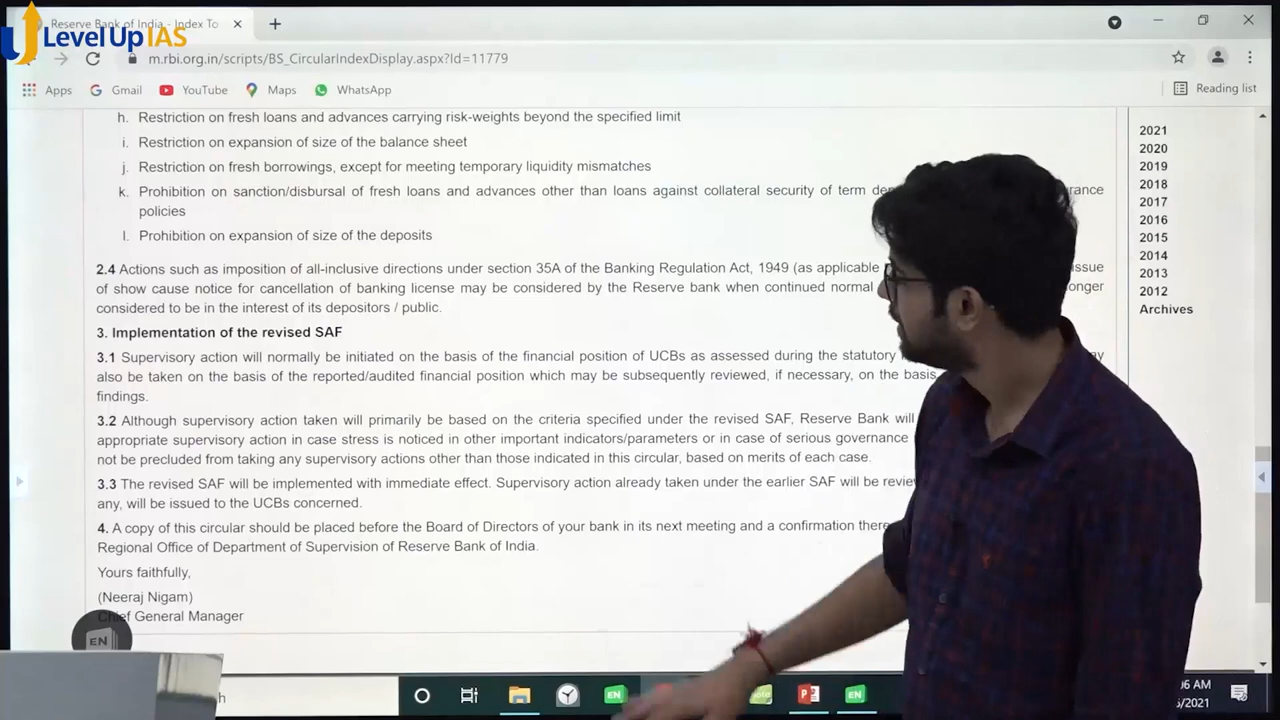 Reserve Bank of India - Index To
Level Up IAS
m.rbi.org.in/scripts/BS_CircularIndexDisplay.aspx?Id=11779
Apps Gmail YouTube Maps WhatsApp Reading list
h. Restriction on fresh loans and advances carrying risk-weights beyond the specified limit
i. Restriction on expansion of size of the balance sheet
j. Restriction on fresh borrowings, except for meeting temporary liquidity mismatches
k. Prohibition on sanction/disbursal of fresh loans and advances other than loans against collateral security of term
policies
l. Prohibition on expansion of size of the deposits
2.4 Actions such as imposition of all-inclusive directions under section 35A of the Banking Regulation Act, 1949 (as applicable issue
of show cause notice for cancellation of banking license may be considered by the Reserve bank when continued normal
considered to be in the interest of its depositors / public.
3. Implementation of the revised SAF
3.1 Supervisory action will normally be initiated on the basis of the financial position of UCBs as assessed during the statutory
also be taken on the basis of the reported/audited financial position which may be subsequently reviewed, if necessary, on the basis
findings.
3.2 Although supervisory action taken will primarily be based on the criteria specified under the revised SAF, Reserve Bank will
appropriate supervisory action in case stress is noticed in other important indicators/parameters or in case of serious governance
not be precluded from taking any supervisory actions other than those indicated in this circular, based on merits of each case.
3.3 The revised SAF will be implemented with immediate effect. Supervisory action already taken under the earlier SAF will be
any, will be issued to the UCBs concerned.
4. A copy of this circular should be placed before the Board of Directors of your bank in its next meeting and a confirmation
Regional Office of Department of Supervision of Reserve Bank of India.
Yours faithfully,
(Neeraj Nigam)
Chief General Manager
EN
2021
2020
2019
2018
2017
2016
2015
2014
2013
2012
Archives
EN EN
AM
/2021